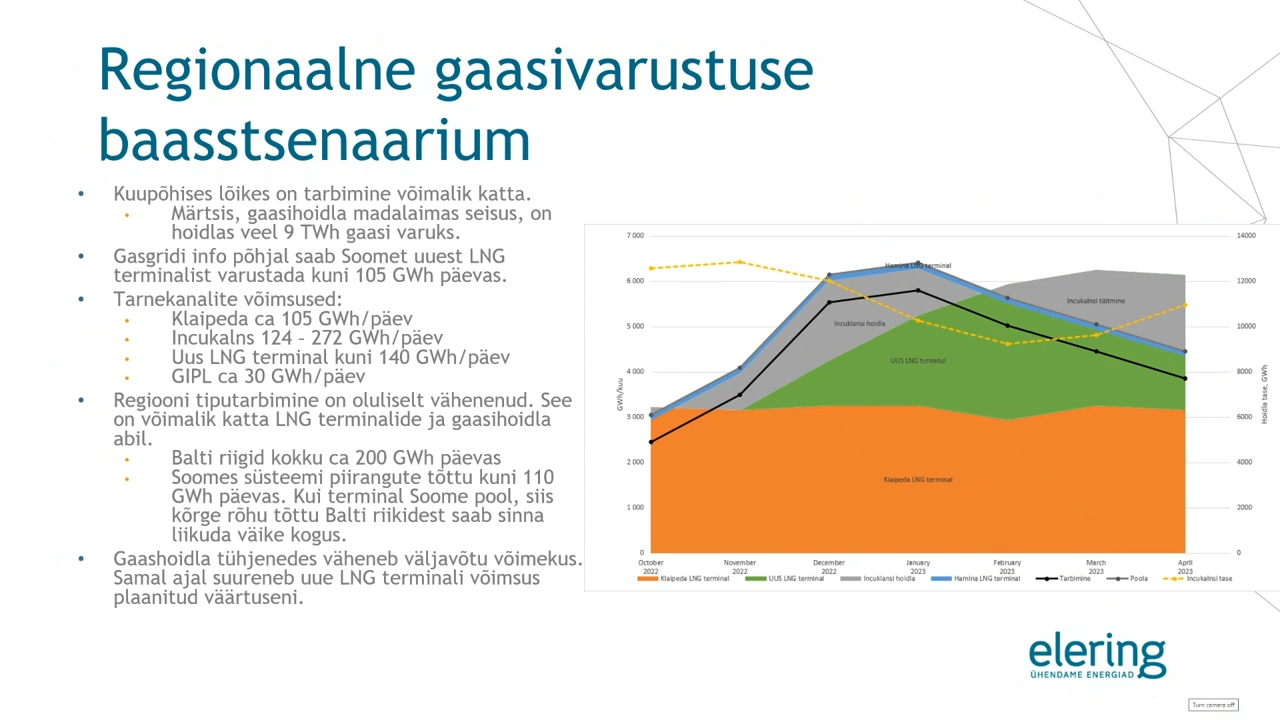 Regionaalne gaasivarustuse
baasstsenaarium
• Kuupõhises lõikes on tarbimine võimalik katta.
• Märtsis, gaasihoidla madalaimas seisus, on
hoidlas veel 9 TWh gaasi varuks.
• Gasgridi info põhjal saab Soomet uuest LNG
terminalist varustada kuni 105 GWh päevas.
• Tarnekanalite võimsused:
• Klaipeda ca 105 GWh/päev
• Incukalns 124 - 272 GWh/päev
• Uus LNG terminal kuni 140 GWh/päev
• GIPL ca 30 GWh/päev
• Regiooni tiputarbimine on oluliselt vähenenud. See
on võimalik katta LNG terminalide ja gaasihoidla
abil.
• Balti riigid kokku ca 200 GWh päevas
• Soomes süsteemi piirangute tõttu kuni 110
GWh päevas. Kui terminal Soome pool, siis
kõrge rõhu tõttu Balti riikidest saab sinna
liikuda väike kogus.
• Gaashoidla tühjenedes väheneb väljavõtu võimekus.
Samal ajal suureneb uue LNG terminali võimsus
plaanitud väärtuseni.
7 000
6 000
5 000
4 000
3 000
2 000
1 000
0
GWh/kuu
14000
12000
10000
8000
6000
4000
2000
0
Hoidla tase, GWh
Hamina LNG terminal
Incukalnsi täitmine
Incuklansi hoidla
UUS LNG terminal
Klaipeda LNG terminal
October
2022
November
2022
December
2022
January
2023
February
2023
March
2023
April
2023
Klaipeda LNG terminal
UUS LNG terminal
Incuklansi hoidla
Hamina LNG terminal
Tarbimine
Poola
Incukalnsi tase
elering
ÜHENDAME ENERGIAD
Turn camera off